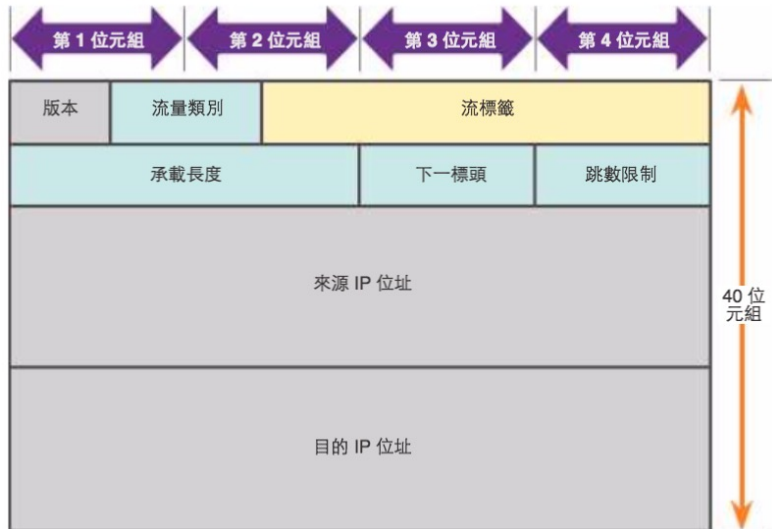 第 1 位元組
第 2 位元組
第 3 位元組
第 4 位元組
版本
流量類別
流標籤
承載長度
下一標頭
跳數限制
來源 IP 位址
40 位
元組
目的 IP 位址